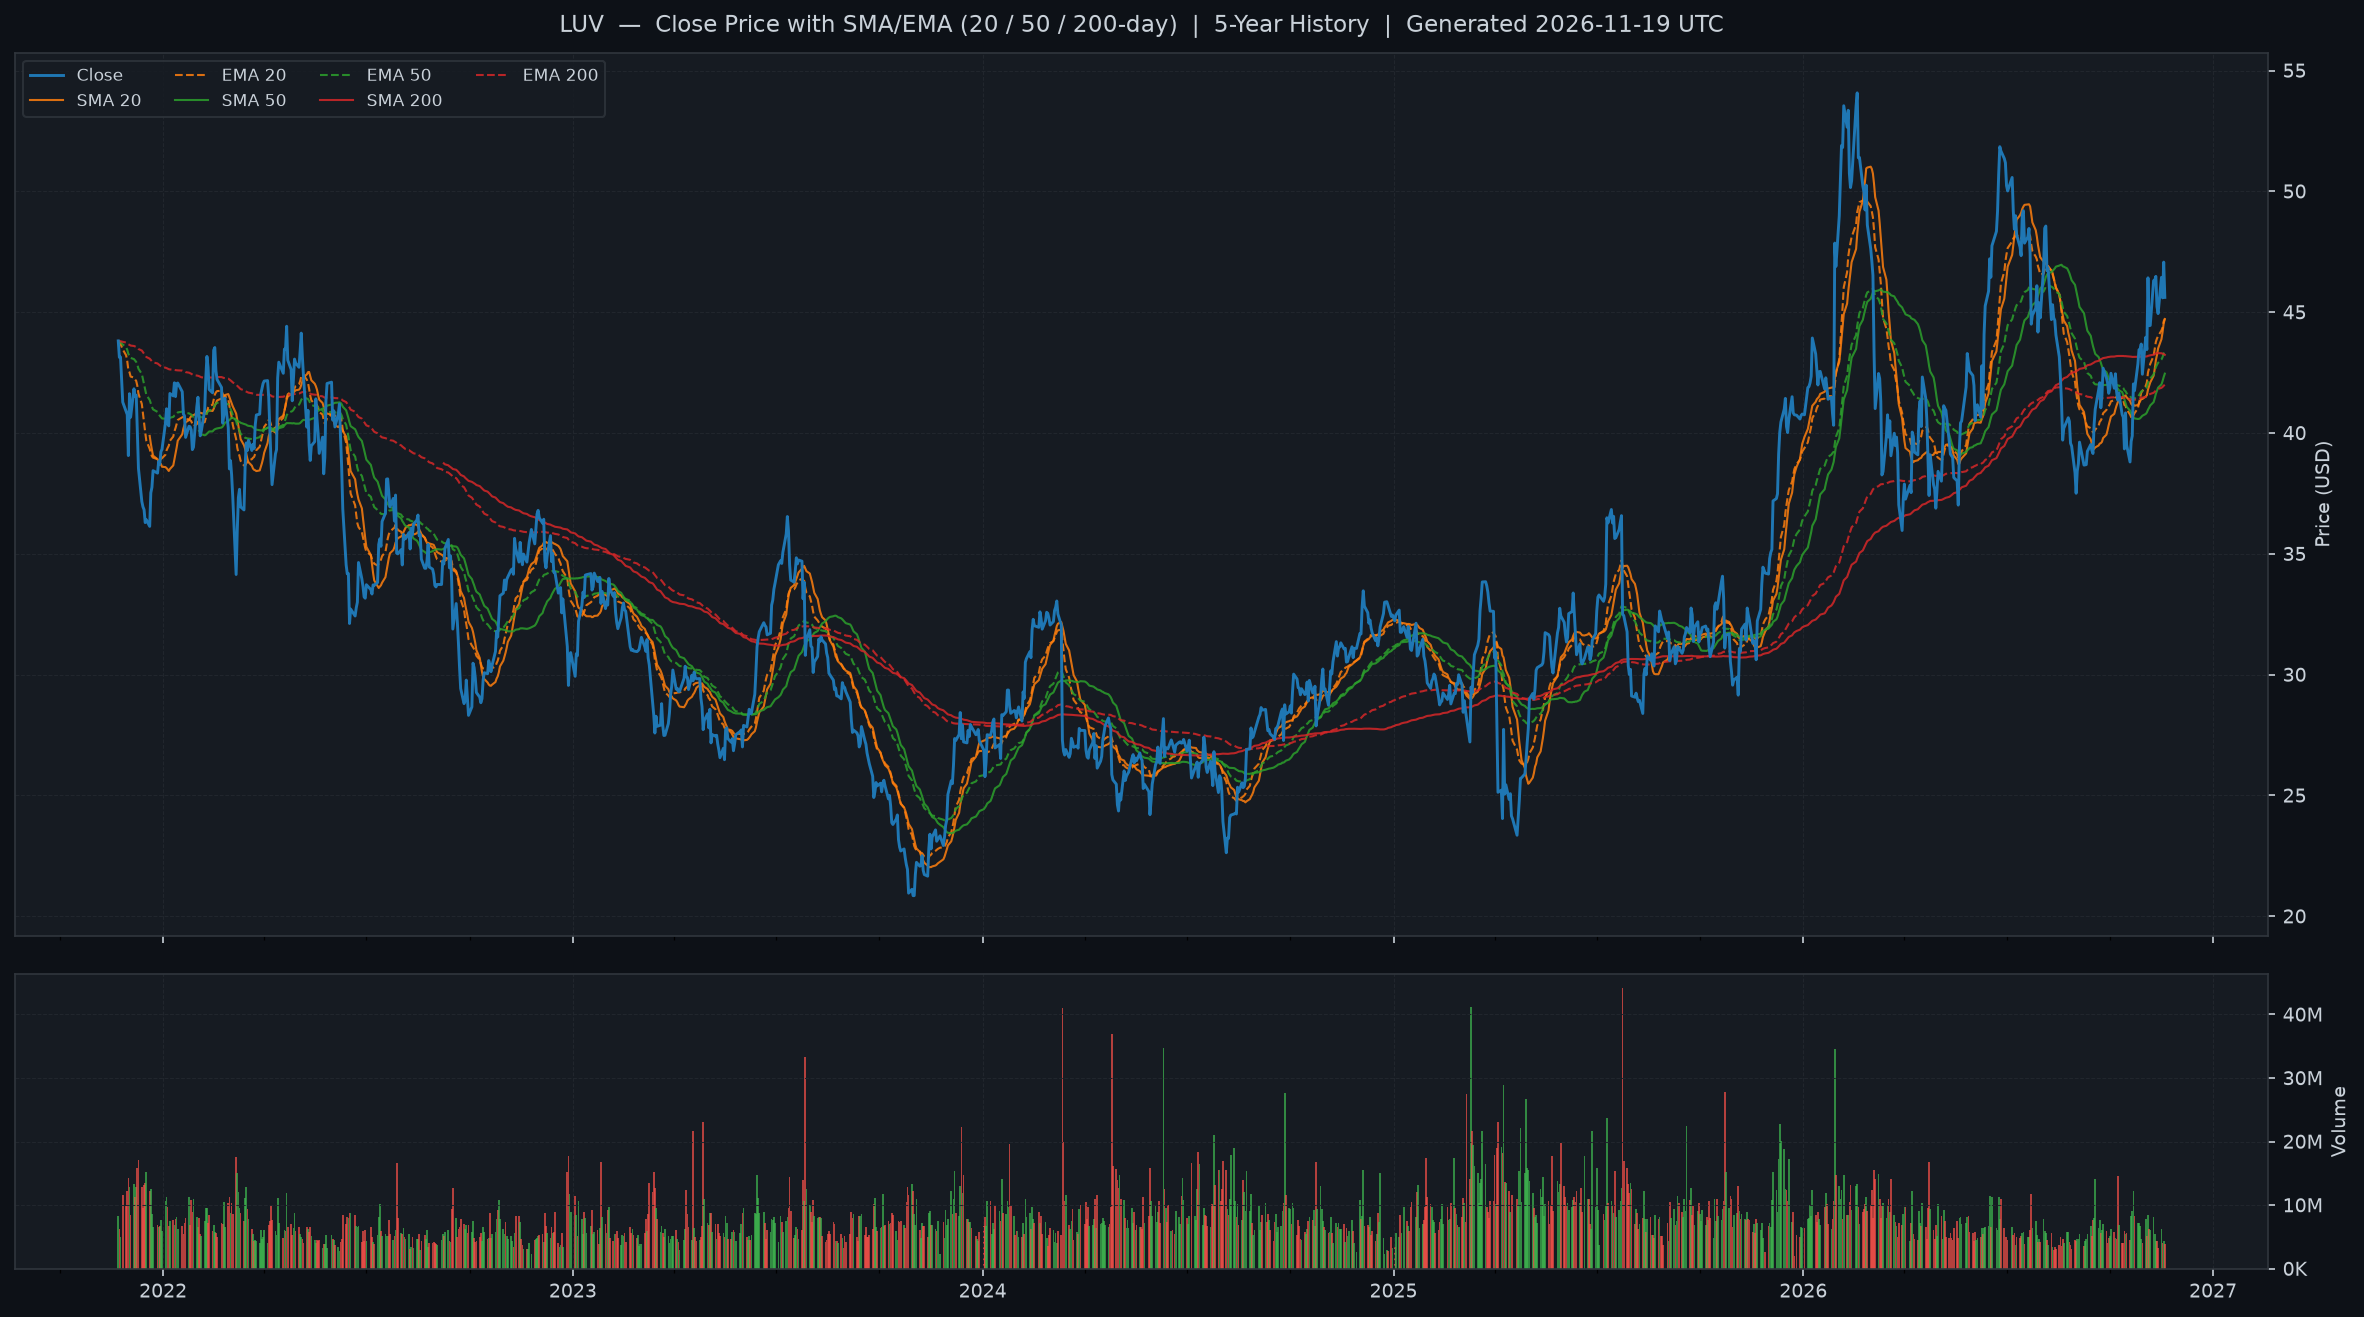 LUV — Close Price with SMA/EMA (20 / 50 / 200-day) | 5-Year History | Generated 2026-11-19 UTC
Close EMA 20 EMA 50 EMA 200
SMA 20 SMA 50 SMA 200
55
50
45
40
35
30
25
20
Price (USD)
40M
30M
20M
10M
0K
Volume
2022 2023 2024 2025 2026 2027